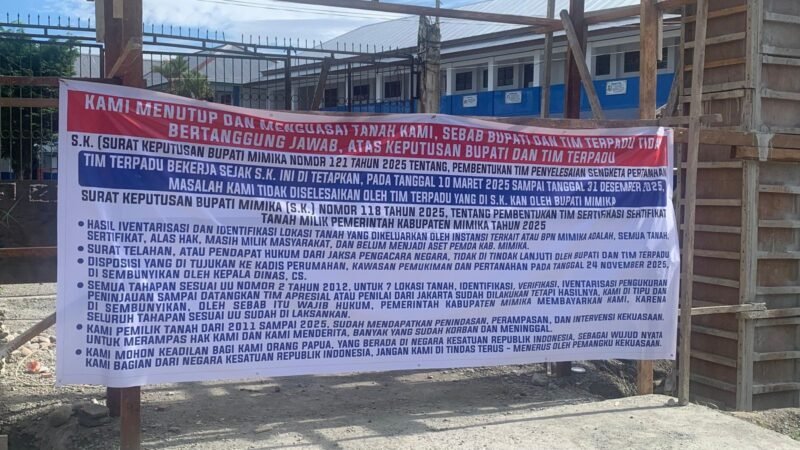 KAMI MENUTUP DAN MENGUASAI TANAH KAMI, SEBAB BUPATI DAN TIM TERPADU TIDAK
BERTANGGUNG JAWAB, ATAS KEPUTUSAN BUPATI DAN TIM TERPADU
S.K. (SURAT KEPUTUSAN BUPATI MIMIKA NOMOR 121 TAHUN 2025 TENTANG, PEMBENTUKAN TIM PENYELESAIAN SENGKETA PERTANAHAN
TIM TERPADU BEKERJA SEJAK S.K. INI DI TETAPKAN, PADA TANGGAL 10 MARET 2025 SAMPAI TANGGAL 31 DESEMBER 2025,
MASALAH KAMI TIDAK DISELESAIKAN OLEH TIM TERPADU YANG DI S.K. KAN OLEH BUPATI MIMIKA
SURAT KEPUTUSAN BUPATI MIMIKA (S.K.) NOMOR 118 TAHUN 2025, TENTANG PEMBENTUKAN TIM SERTIFIKASI SERTIFIKAT
TANAH MILIK PEMERINTAH KABUPATEN MIMIKA TAHUN 2025
• HASIL IVENTARISASI DAN IDENTIFIKASI LOKASI TANAH YANG DIKELUARKAN OLEH INSTANSI TERKAIT ATAU BPN MIMIKA ADALAH, SEMUA TANAH,
SERTIFIKAT, ALAS HAK, MASIH MILIK MASYARAKAT, DAN BELUM MENJADI ASET PEMDA KAB. MIMIKA.
• SURAT TELAHAN, ATAU PENDAPAT HUKUM DARI JAKSA PENGACARA NEGARA, TIDAK DI TINDAK LANJUTI OLEH BUPATI DAN TIM TERPADU
• DISPOSISI YANG DI TUJUKAN KE KADIS PERUMAHAN, KAWASAN PEMUKIMAN DAN PERTANAHAN PADA TANGGAL 24 NOVEMBER 2025,
DI SEMBUNYIKAN OLEH KEPALA DINAS, CS.
• SEMUA TAHAPAN SESUAI UU NOMOR 2 TAHUN 2012, UNTUK 7 LOKASI TANAH, IDENTIFIKASI, VERIFIKASI, IVENTARISASI PENGUKURAN
PENINJAUAN SAMPAI DATANGKAN TIM APRESIAL ATAU PENILAI DARI JAKARTA SUDAH DILAKUKAN TETAPI HASILNYA, KAMI DI TIPU DAN
DI SEMBUNYIKAN, OLEH SEBAB ITU WAJIB HUKUM, PEMERINTAH KABUPATEN MIMIKA MEMBAYARKAN KAMI, KARENA
SELURUH TAHAPAN SESUAI UU SUDAH DI LAKSANAKAN.
• KAMI PEMILIK TANAH DARI 2011 SAMPAI 2025, SUDAH MENDAPATKAN PENINDASAN, PERAMPASAN, DAN INTERVENSI KEKUASAAN.
UNTUK MERAMPAS HAK KAMI DAN KAMI MENDERITA, BANYAK YANG SUDAH KORBAN DAN MENINGGAL.
• KAMI MOHON KEADILAN BAGI KAMI ORANG PAPUA, YANG BERADA DI NEGARA KESATUAN REPUBLIK INDONESIA, SEBAGAI WUJUD NYATA
KAMI BAGIAN DARI NEGARA KESATUAN REPUBLIK INDONESIA, JANGAN KAMI DI TINDAS TERUS - MENERUS OLEH PEMANGKU KEKUASAAN.